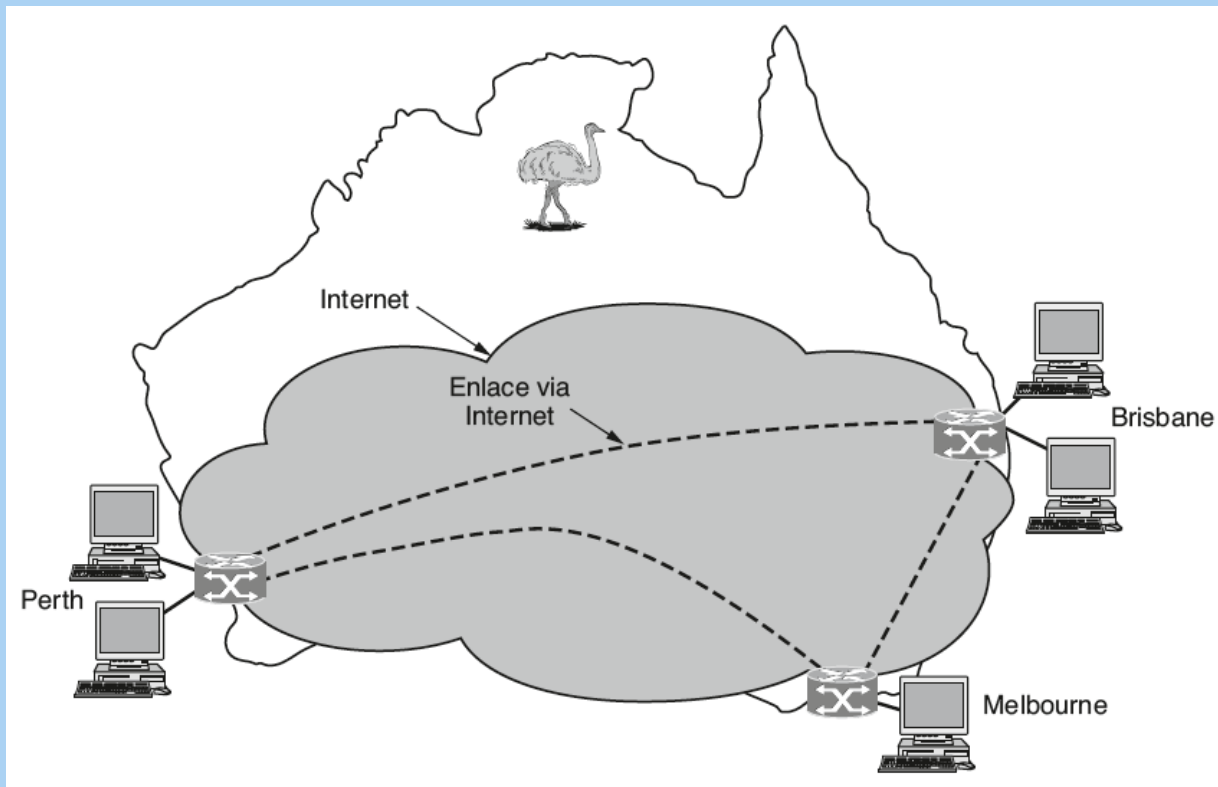 Internet
Enlace via
Internet
Brisbane
Perth
Melbourne